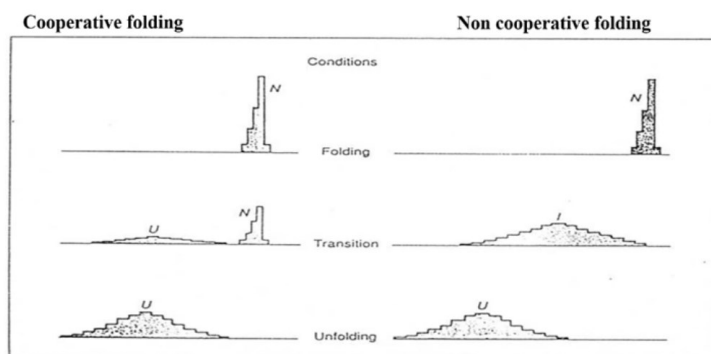 Cooperative folding
Non cooperative folding
Conditions
N
N
Folding
U
N
Transition
I
U
Unfolding
U